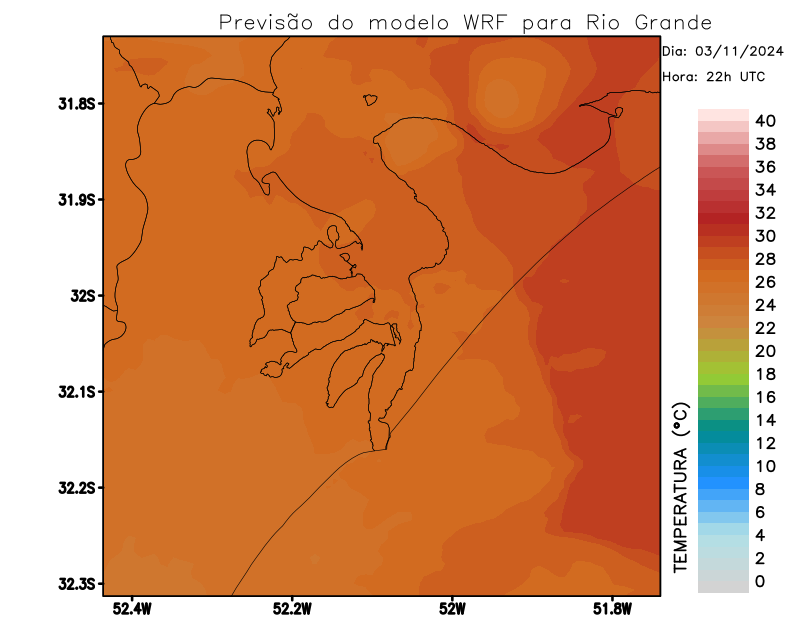 Previsão do modelo WRF para Rio Grande
Dia: 03/11/2024
Hora: 22h UTC
31.8S
31.9S
32S
32.1S
32.2S
32.3S
52.4W
52.2W
52W
51.8W
TEMPERATURA (°C)
40
38
36
34
32
30
28
26
24
22
20
18
16
14
12
10
8
6
4
2
0